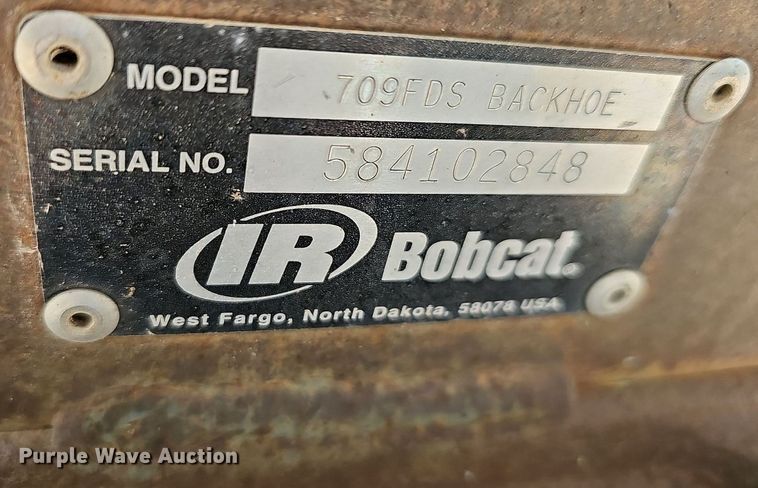 MODEL 709FDS BACKHOE
SERIAL NO. 584102848
IR Bobcat®
West Fargo, North Dakota, 58078 USA
Purple Wave Auction